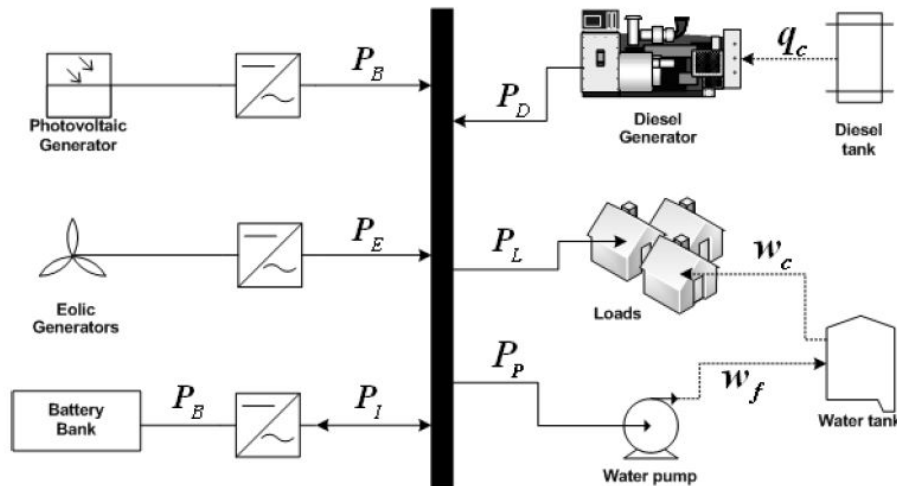 P_B
Photovoltaic
Generator
P_D
Diesel
Generator
q_c
Diesel
tank
P_E
Eolic
Generators
P_L
Loads
w_c
Battery
Bank
P_B
P_I
P_P
Water pump
w_f
Water tank